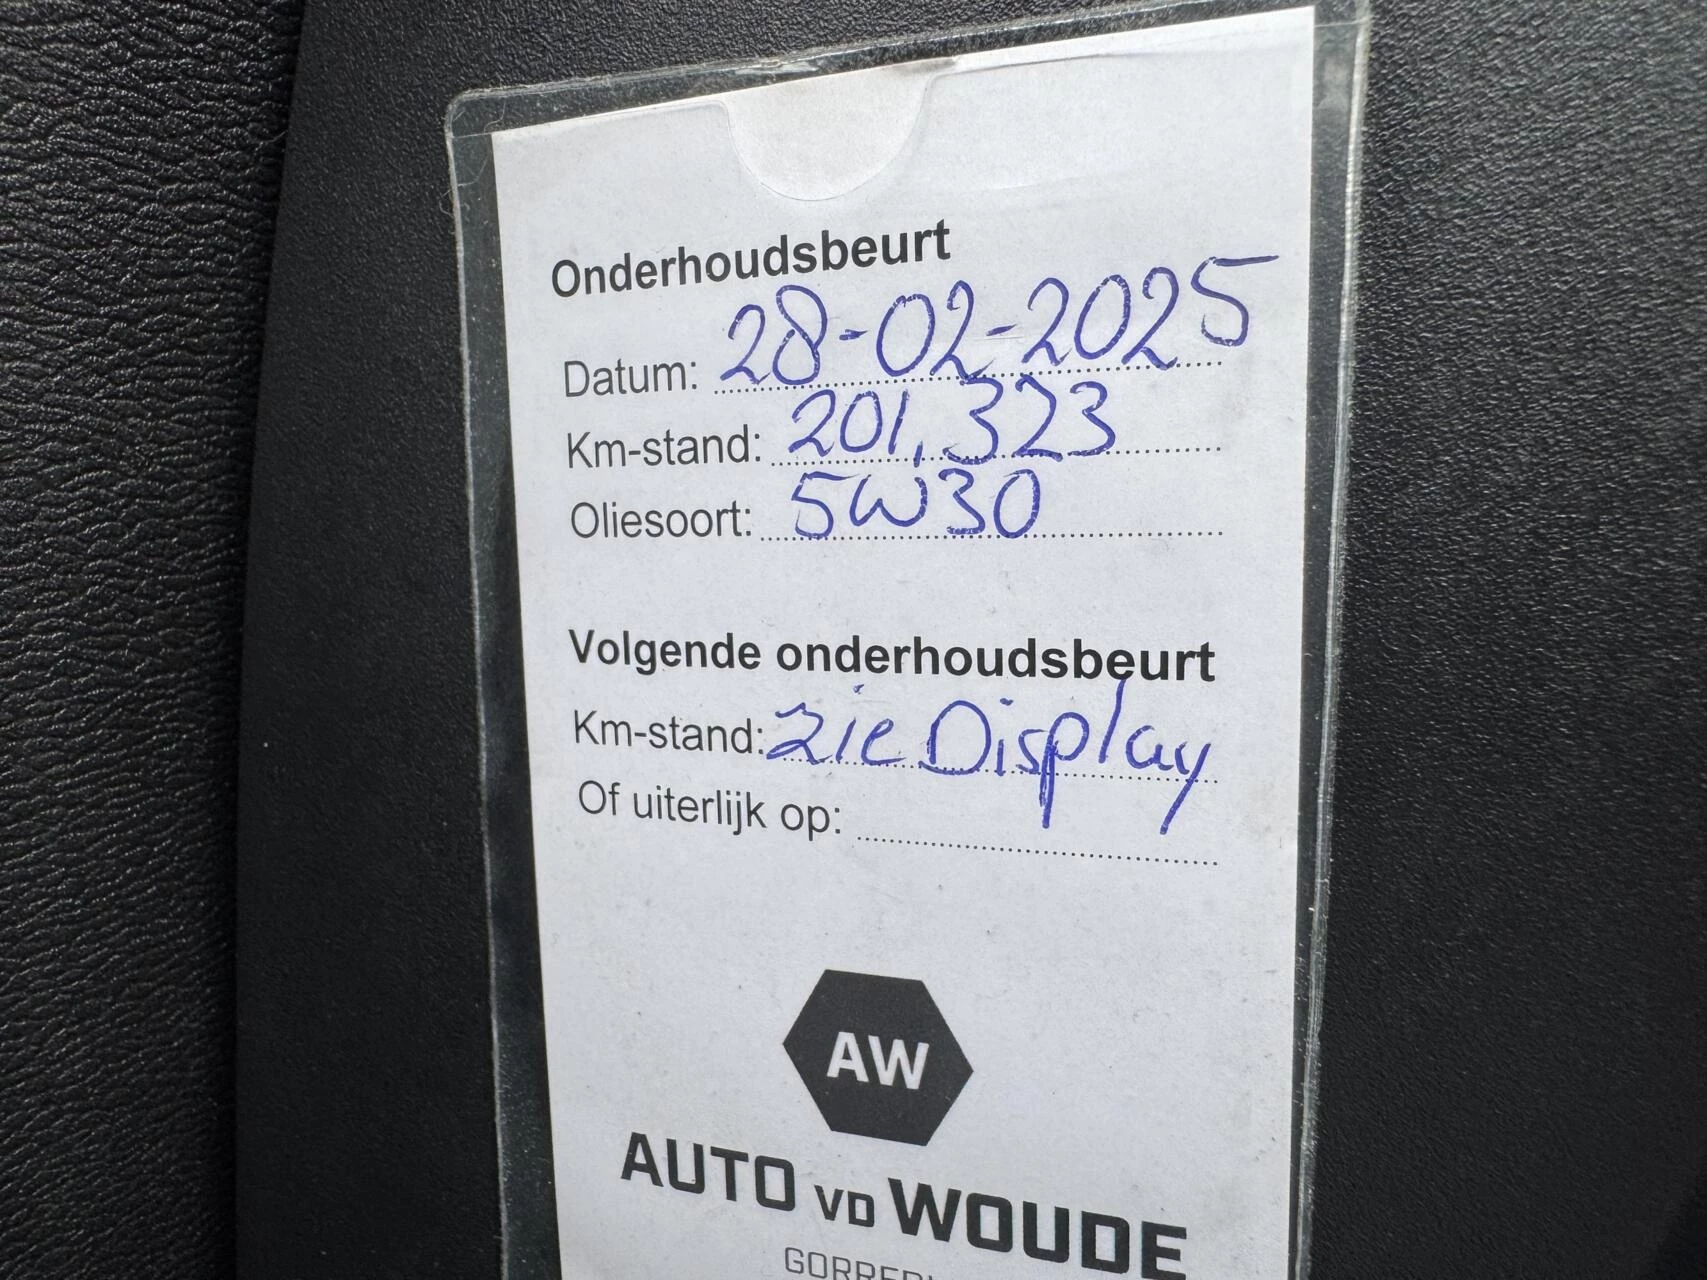 Onderhoudsbeurt
Datum: 28-02-2025
Km-stand: 201,323
Oliesoort: 5W30
Volgende onderhoudsbeurt
Km-stand: zie Display
Of uiterlijk op:
AW
AUTO VD WOUDE